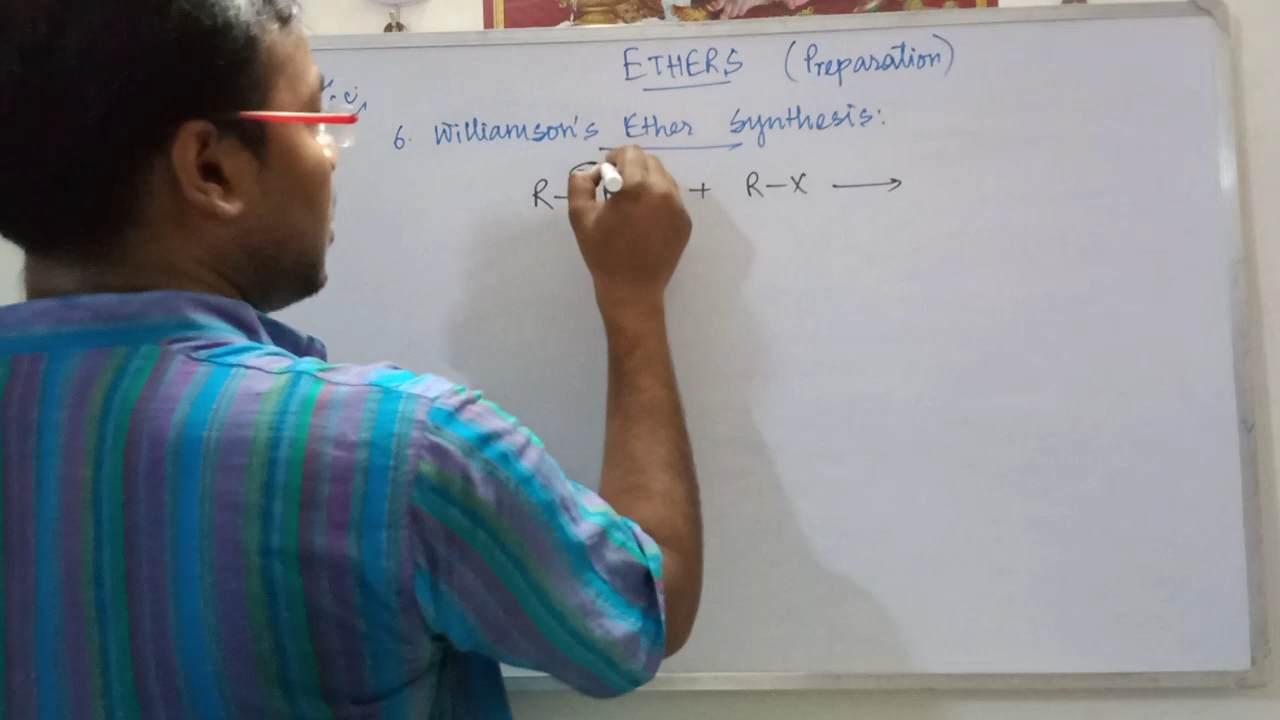 ETHERS (Preparation)
6. Williamson's Ether Synthesis:
R- + R-X ⟶